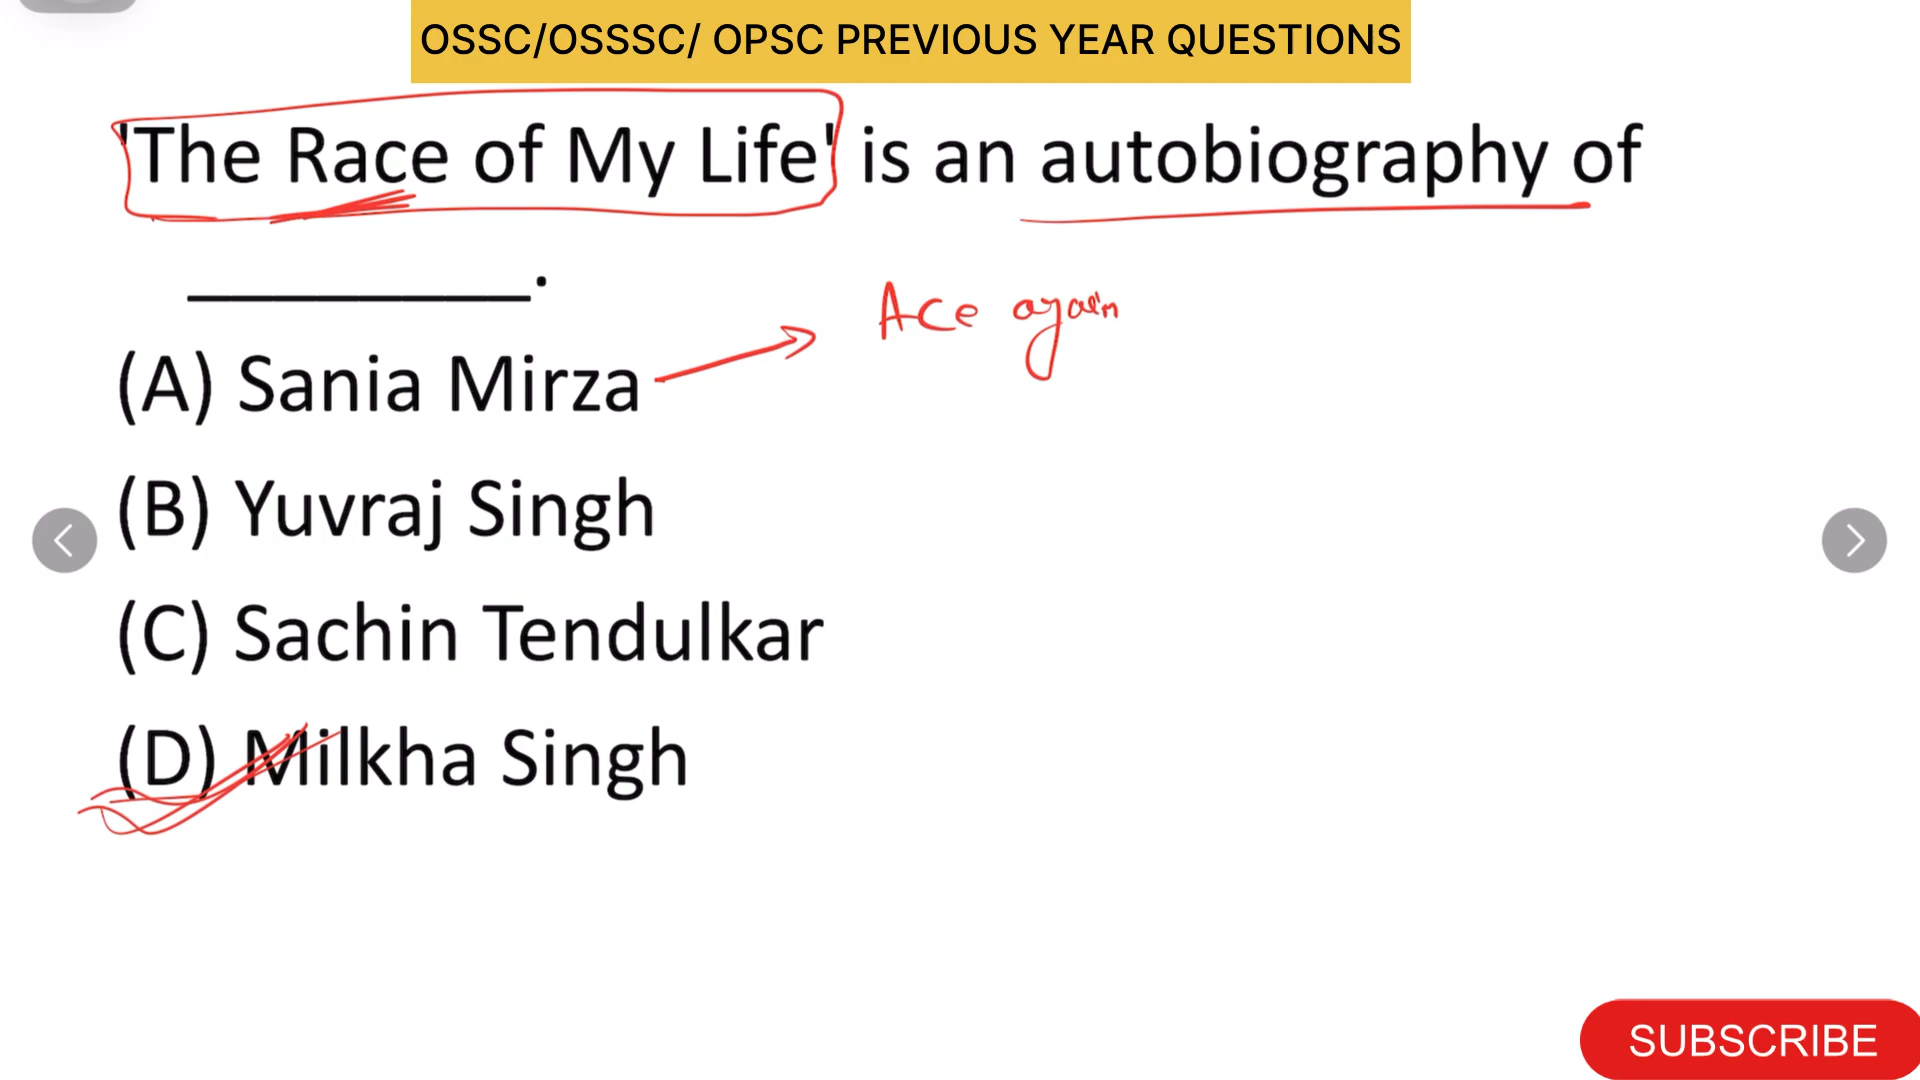 OSSC/OSSSC/ OPSC PREVIOUS YEAR QUESTIONS
'The Race of My Life' is an autobiography of
__________.
Ace again
(A) Sania Mirza
(B) Yuvraj Singh
(C) Sachin Tendulkar
(D) Milkha Singh
SUBSCRIBE